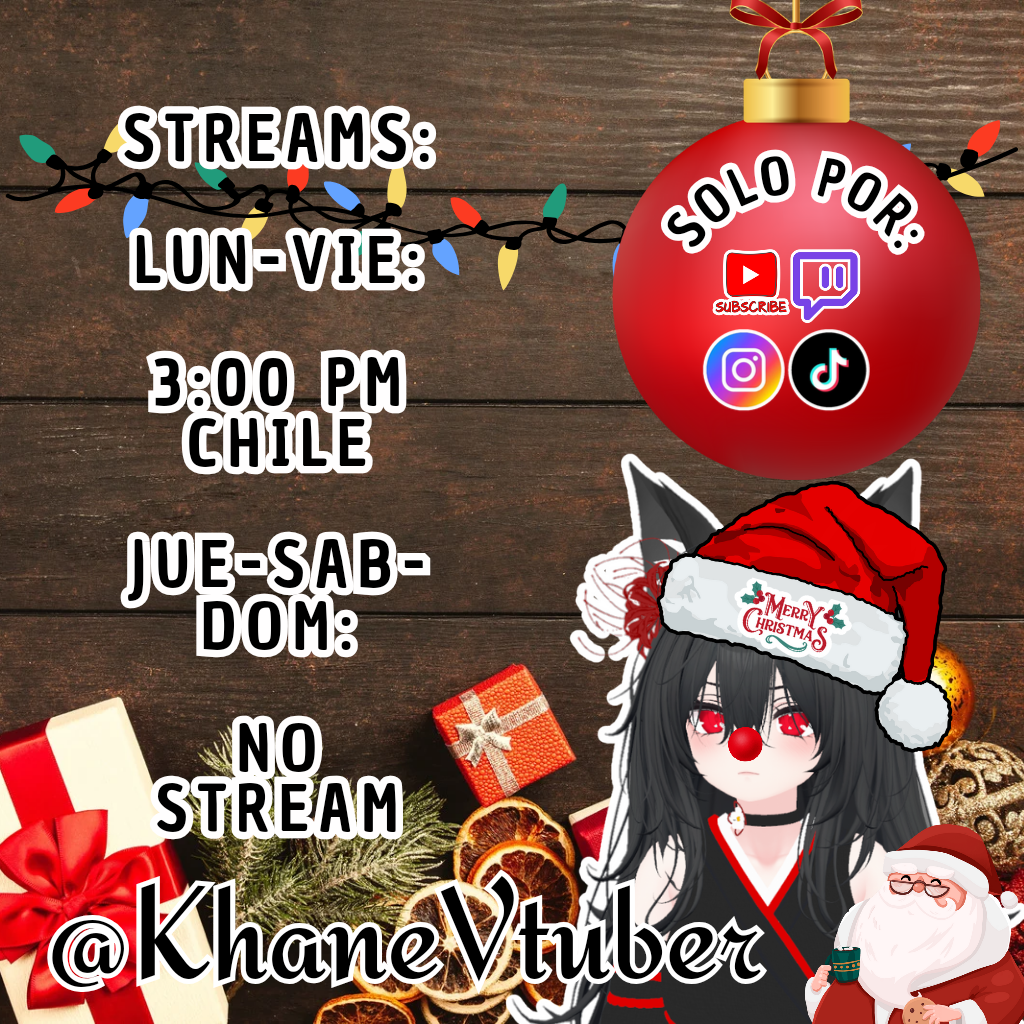 STREAMS:
LUN-VIE:
3:00 PM
CHILE
JUE-SAB-
DOM:
NO
STREAM
SOLO POR:
SUBSCRIBE
MERRY
CHRISTMAS
@KhaneVtuber